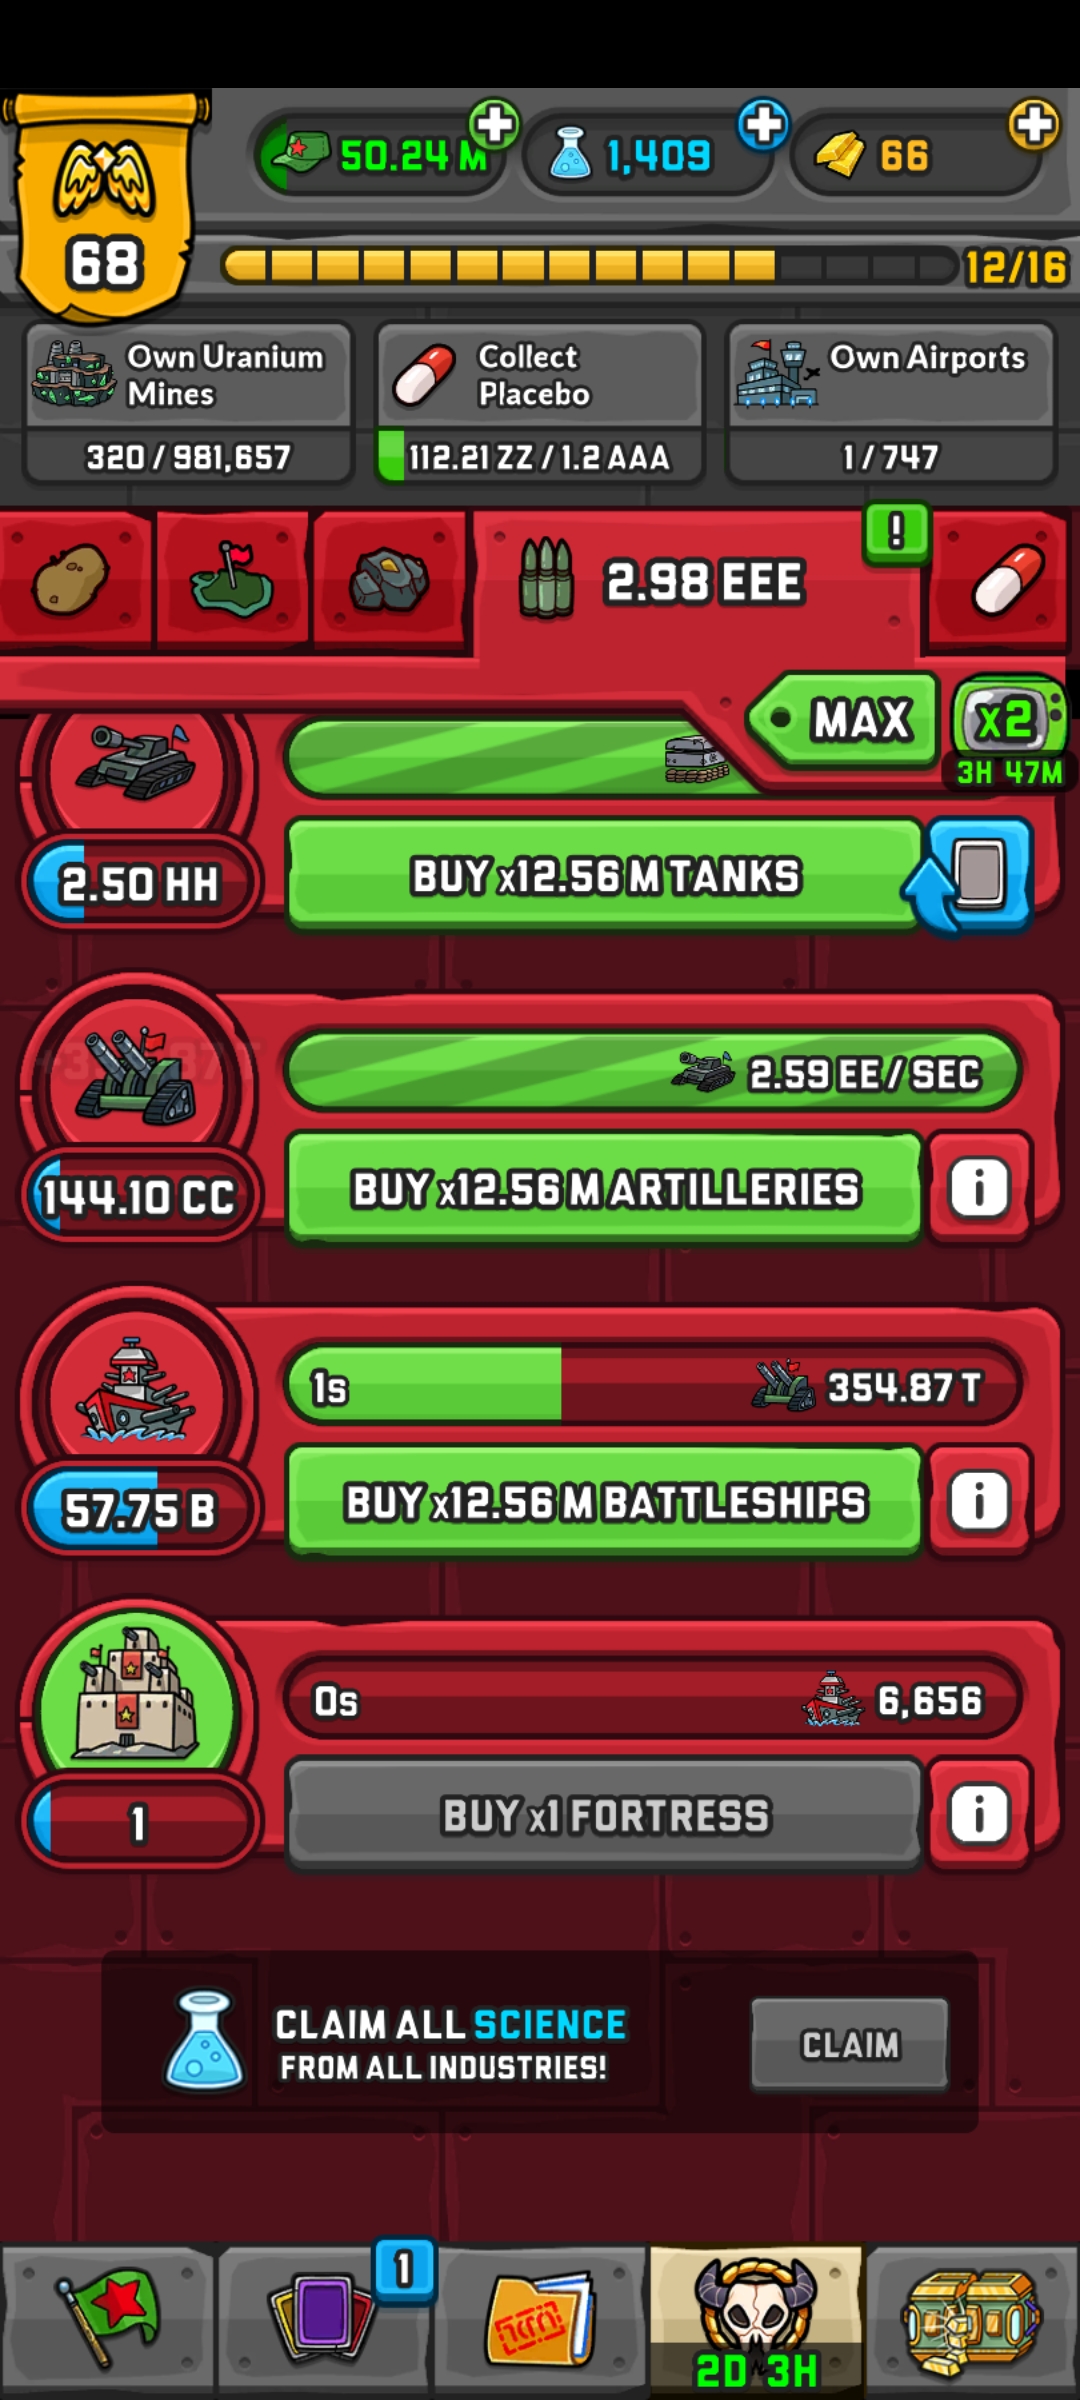 50.24 M
1,409
66
68
12/16
Own Uranium
Mines
320 / 981,657
Collect
Placebo
112.21 ZZ / 1.2 AAA
Own Airports
1 / 747
2.98 EEE
!
MAX
x2
3H 47M
2.50 HH
BUY x12.56 M TANKS
2.59 EE / SEC
144.10 CC
BUY x12.56 M ARTILLERIES
i
1s
354.87 T
57.75 B
BUY x12.56 M BATTLESHIPS
i
0s
6,656
1
BUY x1 FORTRESS
i
CLAIM ALL SCIENCE
FROM ALL INDUSTRIES!
CLAIM
1
2D 3H